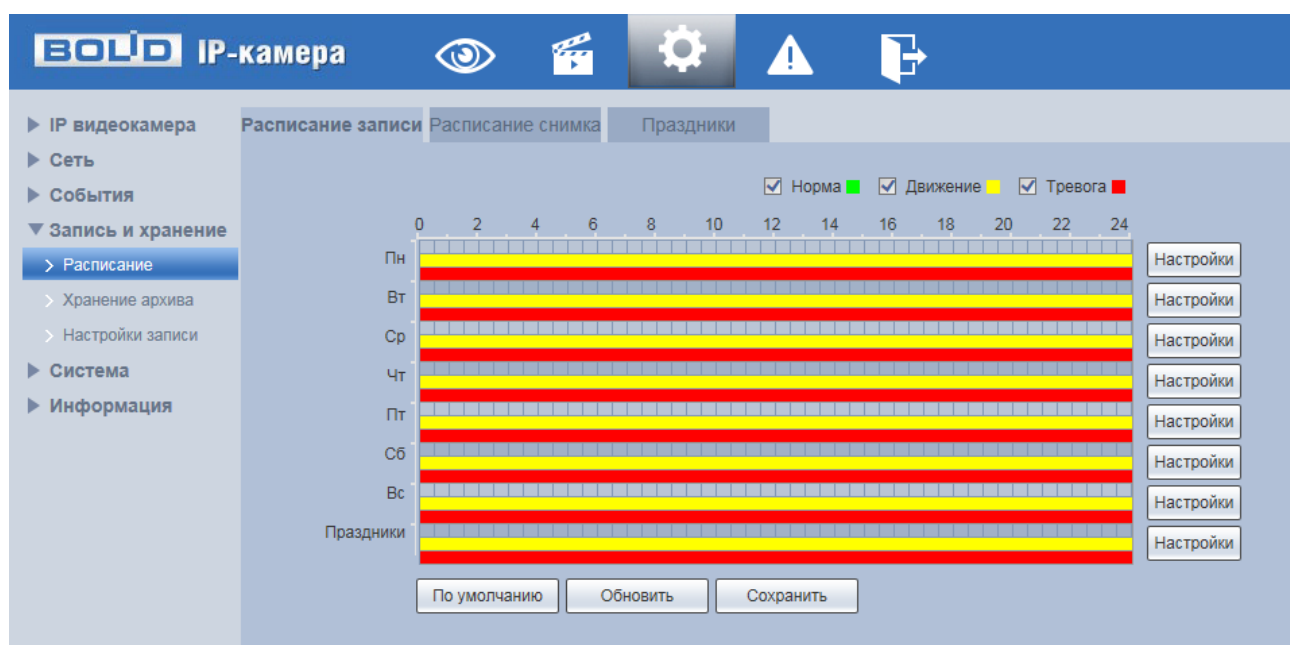 BOLID IP-камера
IP видеокамера
Сеть
События
Запись и хранение
Расписание
Хранение архива
Настройки записи
Система
Информация
Расписание записи Расписание снимка Праздники
Норма Движение Тревога
0 2 4 6 8 10 12 14 16 18 20 22 24
Пн Настройки
Вт Настройки
Ср Настройки
Чт Настройки
Пт Настройки
Сб Настройки
Вс Настройки
Праздники Настройки
По умолчанию Обновить Сохранить